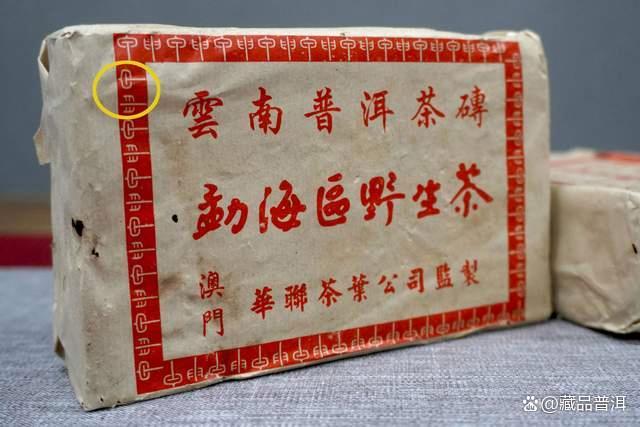 雲南普洱茶磚
勐海區野生茶
澳門華聯茶葉公司監製
@藏品普洱